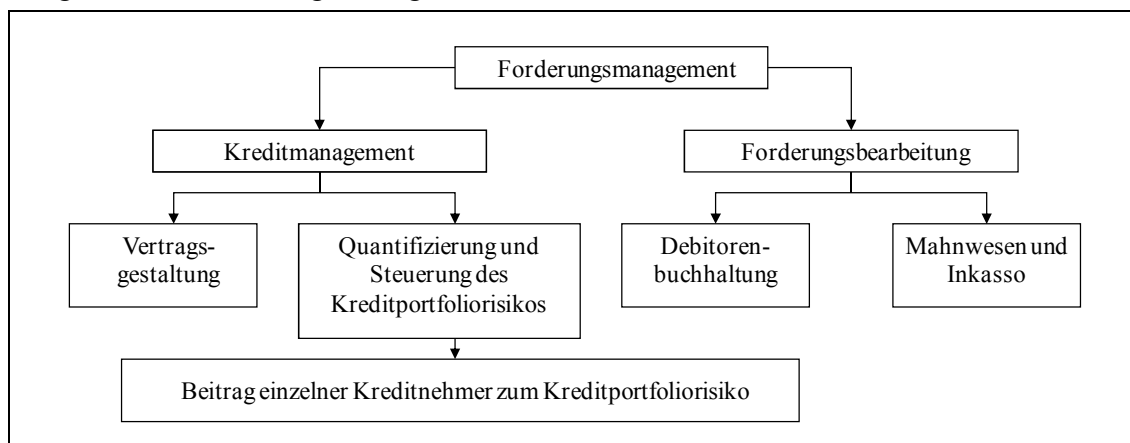 Forderungsmanagement
Kreditmanagement
Forderungsbearbeitung
Vertrags-
gestaltung
Quantifizierung und
Steuerung des
Kreditportfoliorisikos
Debitoren-
buchhaltung
Mahnwesen und
Inkasso
Beitrag einzelner Kreditnehmer zum Kreditportfoliorisiko